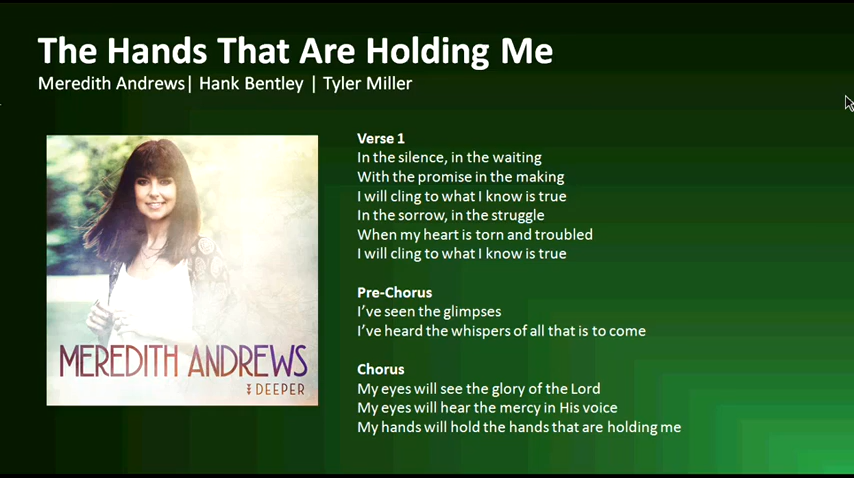 The Hands That Are Holding Me
Meredith Andrews| Hank Bentley | Tyler Miller
MEREDITH ANDREWS
DEEPER
Verse 1
In the silence, in the waiting
With the promise in the making
I will cling to what I know is true
In the sorrow, in the struggle
When my heart is torn and troubled
I will cling to what I know is true
Pre-Chorus
I've seen the glimpses
I've heard the whispers of all that is to come
Chorus
My eyes will see the glory of the Lord
My eyes will hear the mercy in His voice
My hands will hold the hands that are holding me